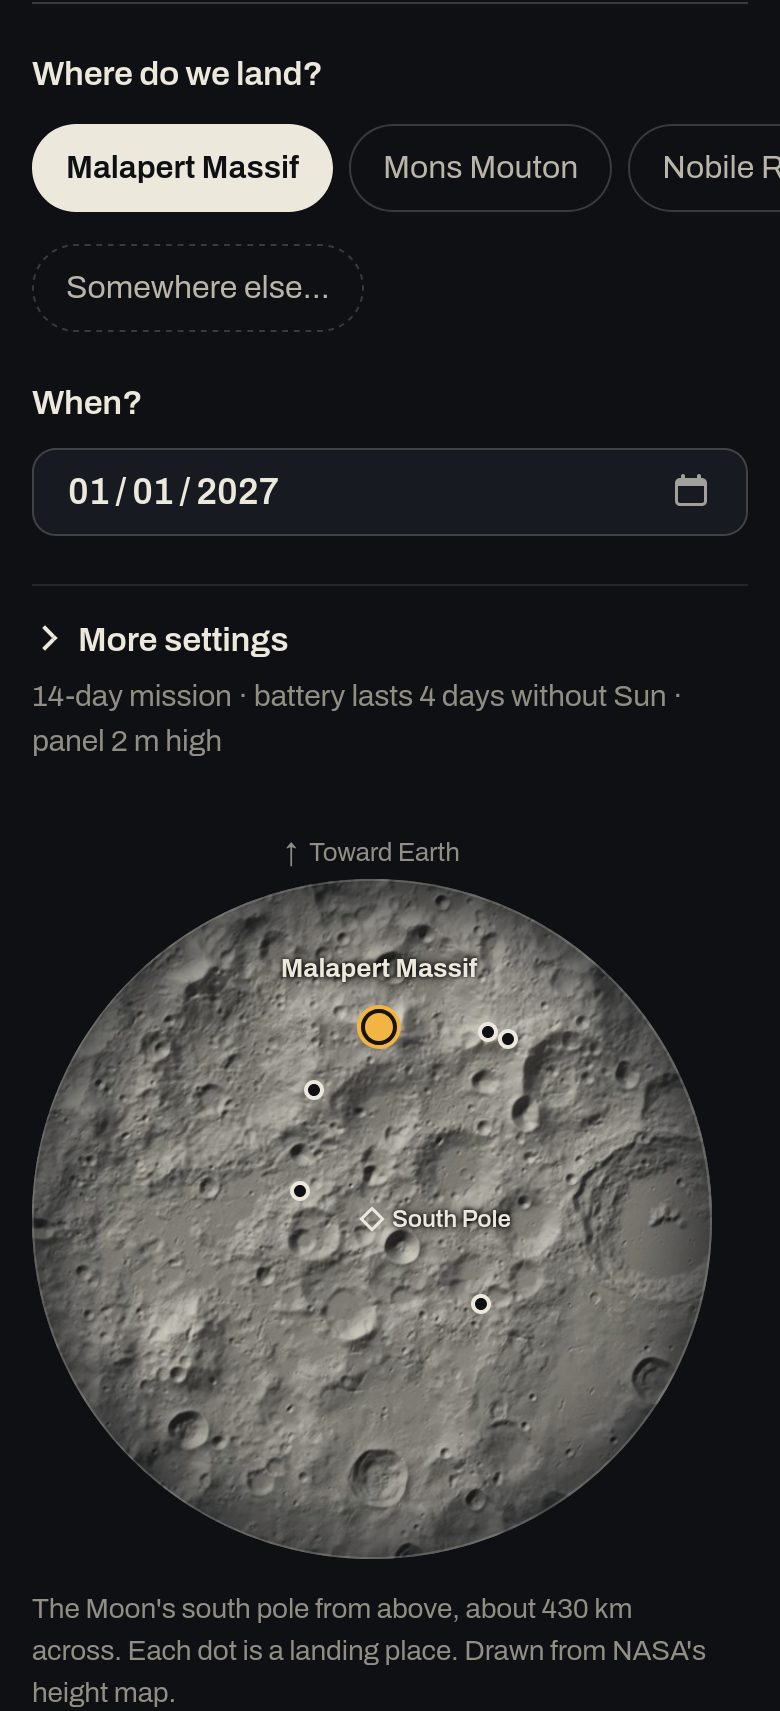 Where do we land?
Malapert Massif
Mons Mouton
Nobile R
Somewhere else...
When?
01/01/2027
More settings
14-day mission · battery lasts 4 days without Sun ·
panel 2 m high
↑ Toward Earth
Malapert Massif
South Pole
The Moon's south pole from above, about 430 km
across. Each dot is a landing place. Drawn from NASA's
height map.